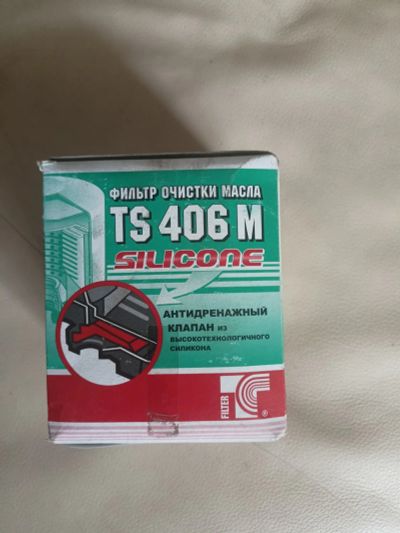 ФИЛЬТР ОЧИСТКИ МАСЛА
TS 406 М
SILICONE
АНТИДРЕНАЖНЫЙ
КЛАПАН ИЗ
ВЫСОКОТЕХНОЛОГИЧНОГО
СИЛИКОНА
FILTER
®